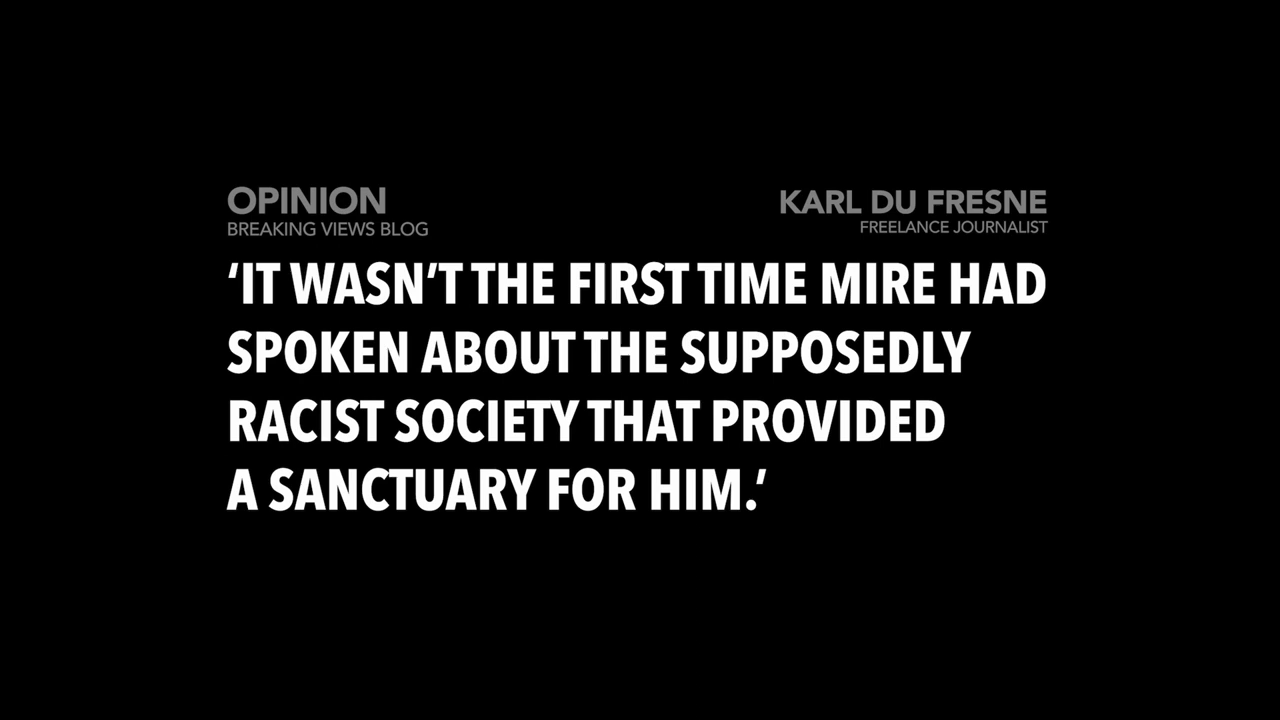 OPINION
KARL DU FRESNE
BREAKING VIEWS BLOG
FREELANCE JOURNALIST
‘IT WASN’T THE FIRST TIME MIRE HAD
SPOKEN ABOUT THE SUPPOSEDLY
RACIST SOCIETY THAT PROVIDED
A SANCTUARY FOR HIM.’